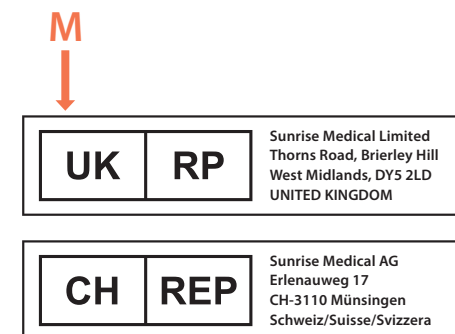 M
UK RP
Sunrise Medical Limited
Thorns Road, Brierley Hill
West Midlands, DY5 2LD
UNITED KINGDOM
CH REP
Sunrise Medical AG
Erlenauweg 17
CH-3110 Münsingen
Schweiz/Suisse/Svizzera